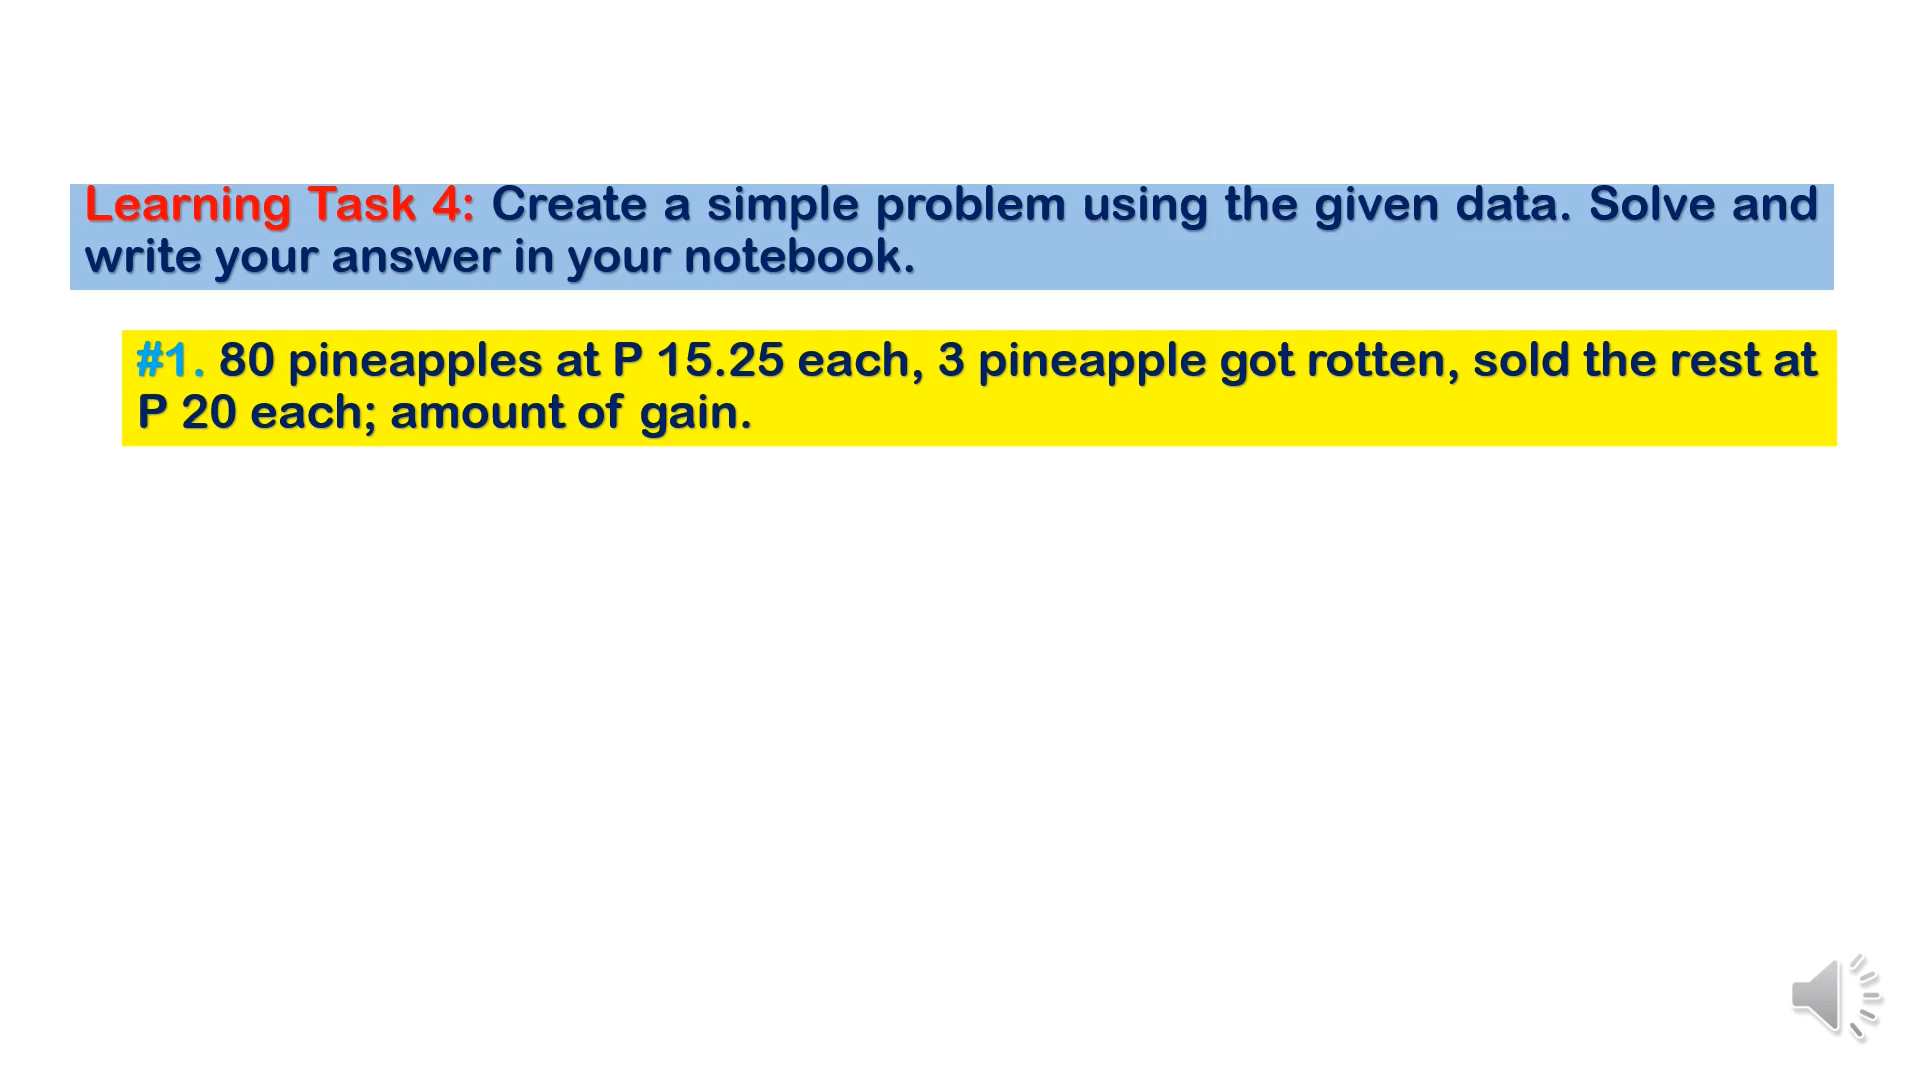 Learning Task 4: Create a simple problem using the given data. Solve and
write your answer in your notebook.
#1. 80 pineapples at P 15.25 each, 3 pineapple got rotten, sold the rest at
P 20 each; amount of gain.